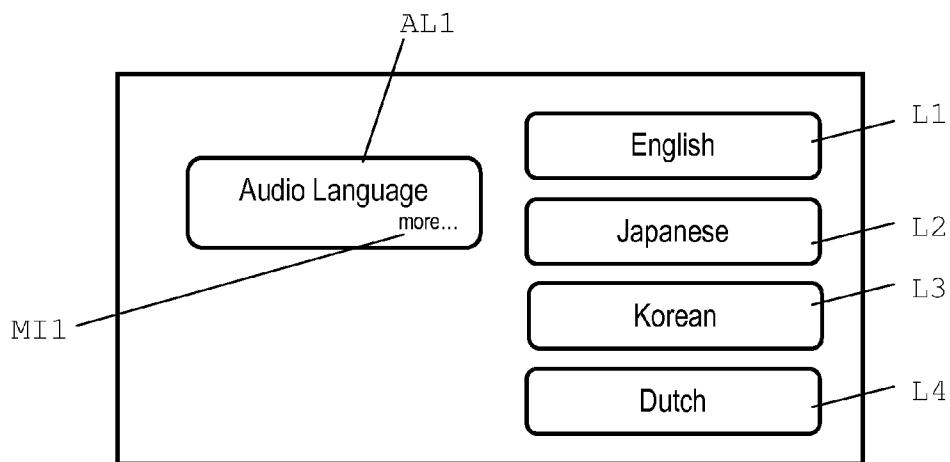 AL1
English
L1
Audio Language
more...
Japanese
L2
L3
MI1
Korean
Dutch
L4